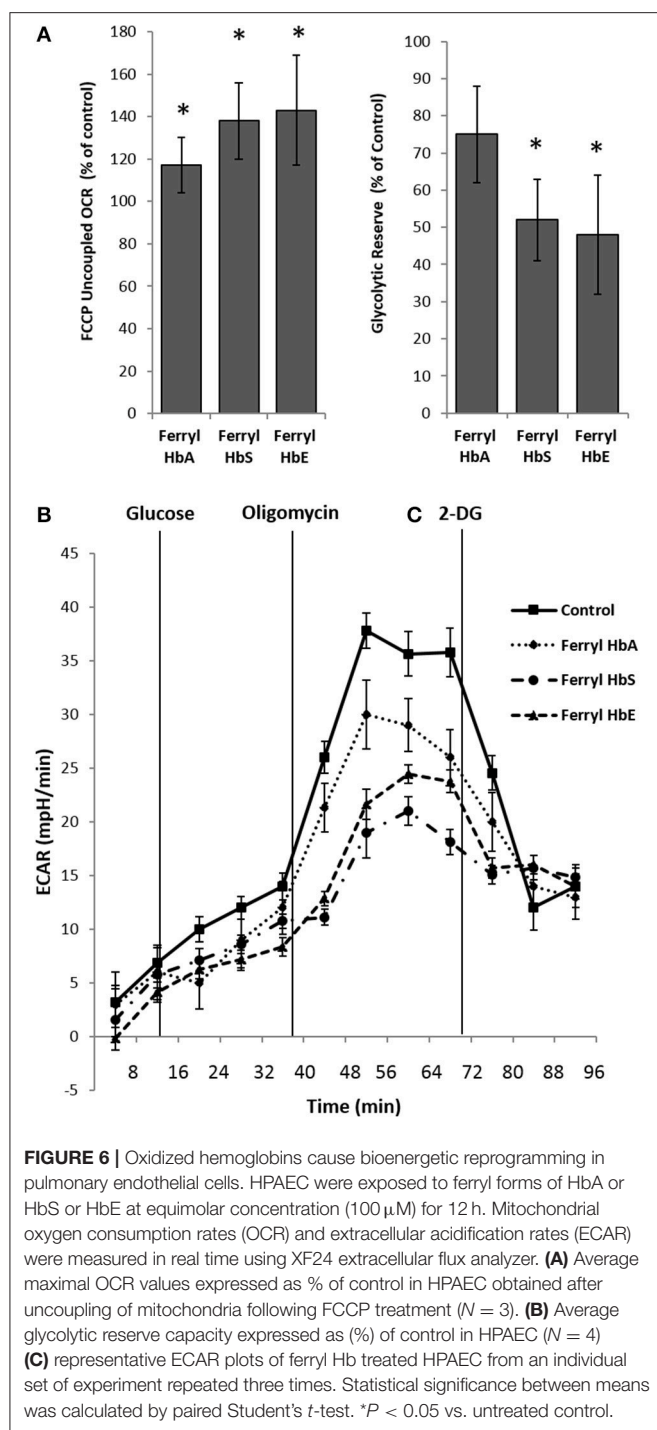 A
FCCP Uncoupled OCR (% of control)
180
160
140
120
100
80
60
40
20
0
*
*
*
Ferryl HbA
Ferryl HbS
Ferryl HbE
Glycolytic Reserve (% of Control)
100
90
80
70
60
50
40
30
20
10
0
*
*
Ferryl HbA
Ferryl HbS
Ferryl HbE
B
Glucose
Oligomycin
C
2-DG
ECAR (mpH/min)
45
40
35
30
25
20
15
10
5
0
-5
Control
Ferryl HbA
Ferryl HbS
Ferryl HbE
8 16 24 36 40 48 56 64 72 80 88 96
Time (min)
FIGURE 6 | Oxidized hemoglobins cause bioenergetic reprogramming in
pulmonary endothelial cells. HPAEC were exposed to ferryl forms of HbA or
HbS or HbE at equimolar concentration (100 μM) for 12 h. Mitochondrial
oxygen consumption rates (OCR) and extracellular acidification rates (ECAR)
were measured in real time using XF24 extracellular flux analyzer. (A) Average
maximal OCR values expressed as % of control in HPAEC obtained after
uncoupling of mitochondria following FCCP treatment (N = 3). (B) Average
glycolytic reserve capacity expressed as (%) of control in HPAEC (N = 4)
(C) representative ECAR plots of ferryl Hb treated HPAEC from an individual
set of experiment repeated three times. Statistical significance between means
was calculated by paired Student's t-test. *P < 0.05 vs. untreated control.